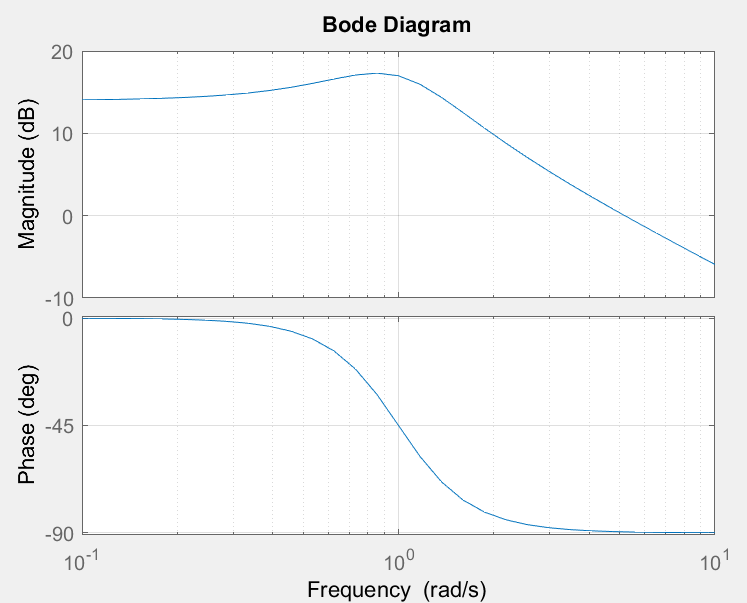 Bode Diagram
Magnitude (dB)
20
10
0
-10
Phase (deg)
0
-45
-90
10^-1
10^0
10^1
Frequency (rad/s)